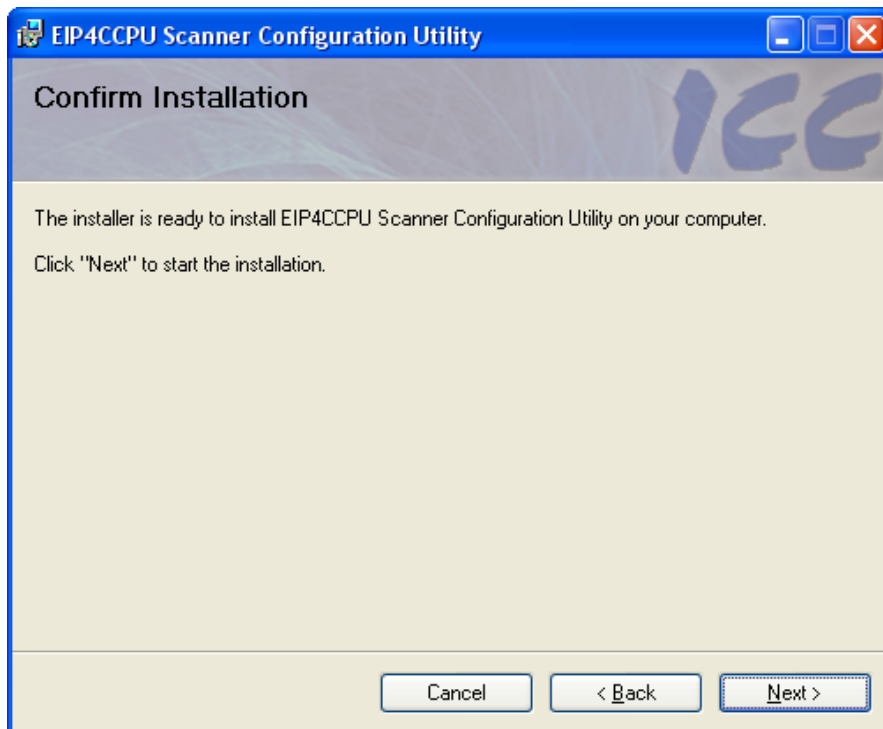 EIP4CCPU Scanner Configuration Utility
Confirm Installation
ICC
The installer is ready to install EIP4CCPU Scanner Configuration Utility on your computer.
Click "Next" to start the installation.
Cancel
< Back
Next >